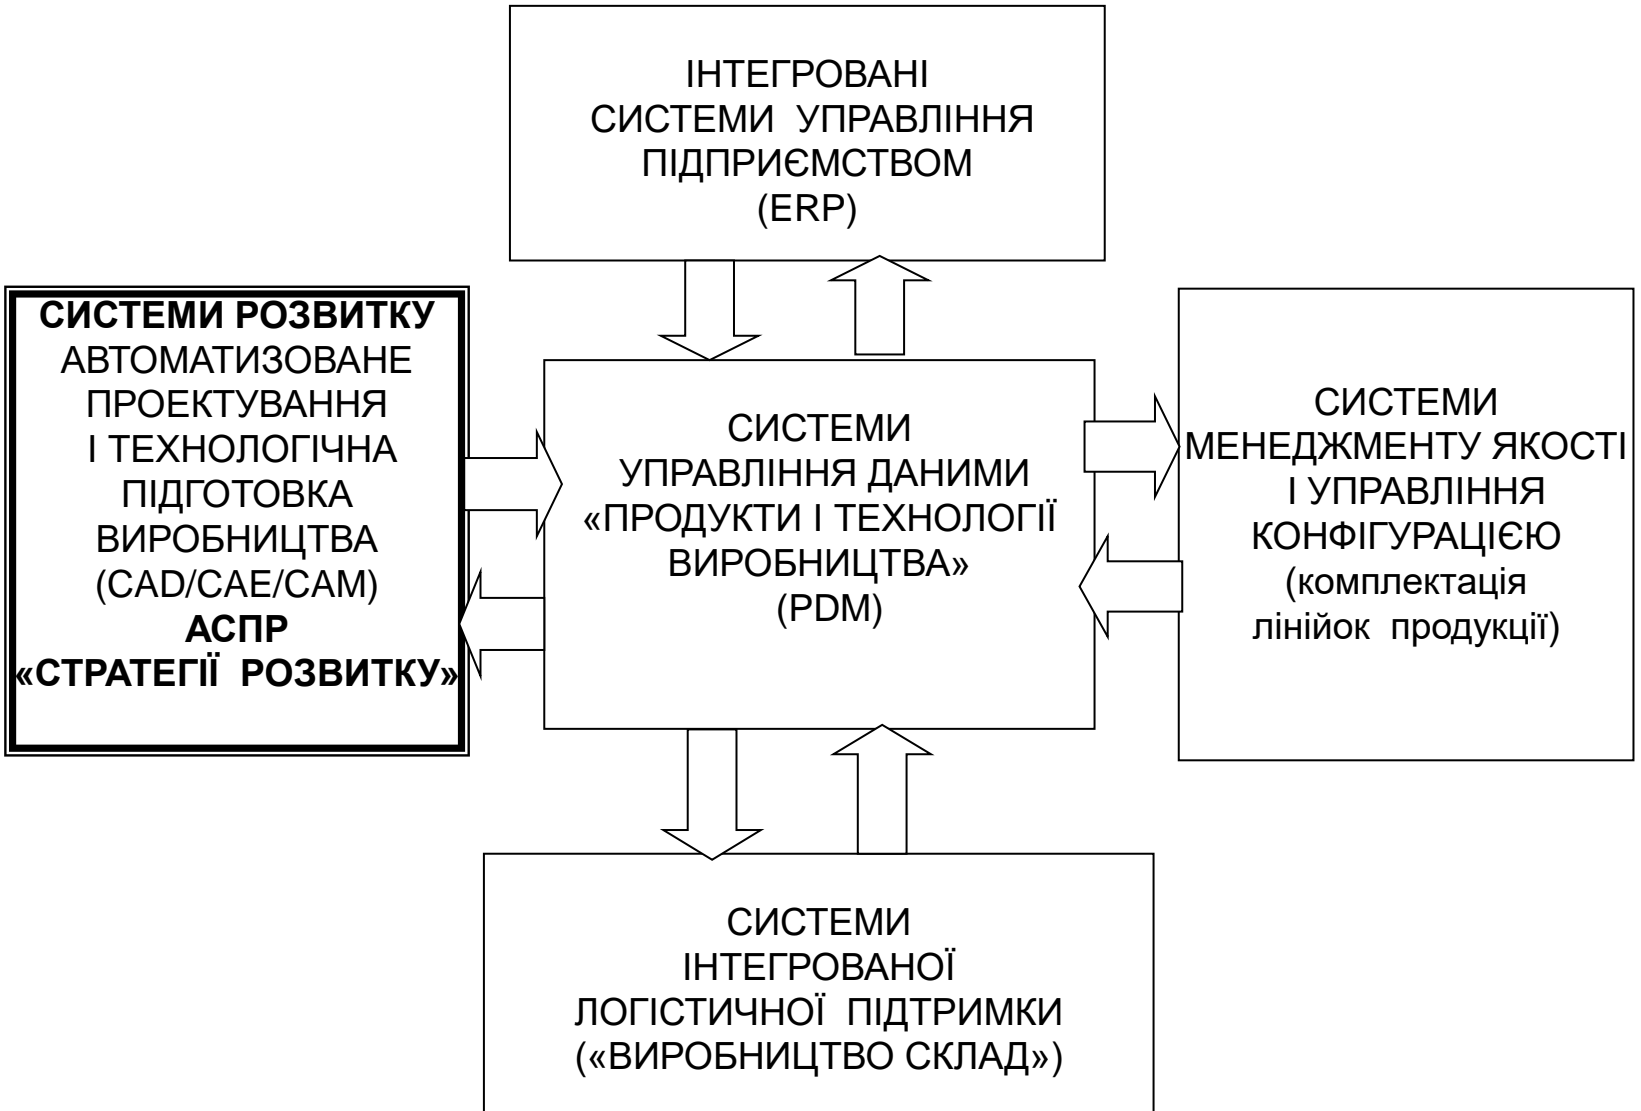 ІНТЕГРОВАНІ
СИСТЕМИ УПРАВЛІННЯ
ПІДПРИЄМСТВОМ
(ERP)
СИСТЕМИ РОЗВИТКУ
АВТОМАТИЗОВАНЕ
ПРОЕКТУВАННЯ
І ТЕХНОЛОГІЧНА
ПІДГОТОВКА
ВИРОБНИЦТВА
(CAD/CAE/CAM)
АСПР
«СТРАТЕГІЇ РОЗВИТКУ»
СИСТЕМИ
УПРАВЛІННЯ ДАНИМИ
«ПРОДУКТИ І ТЕХНОЛОГІЇ
ВИРОБНИЦТВА»
(PDM)
СИСТЕМИ
МЕНЕДЖМЕНТУ ЯКОСТІ
І УПРАВЛІННЯ
КОНФІГУРАЦІЄЮ
(комплектація
лінійок продукції)
СИСТЕМИ
ІНТЕГРОВАНОЇ
ЛОГІСТИЧНОЇ ПІДТРИМКИ
(«ВИРОБНИЦТВО СКЛАД»)